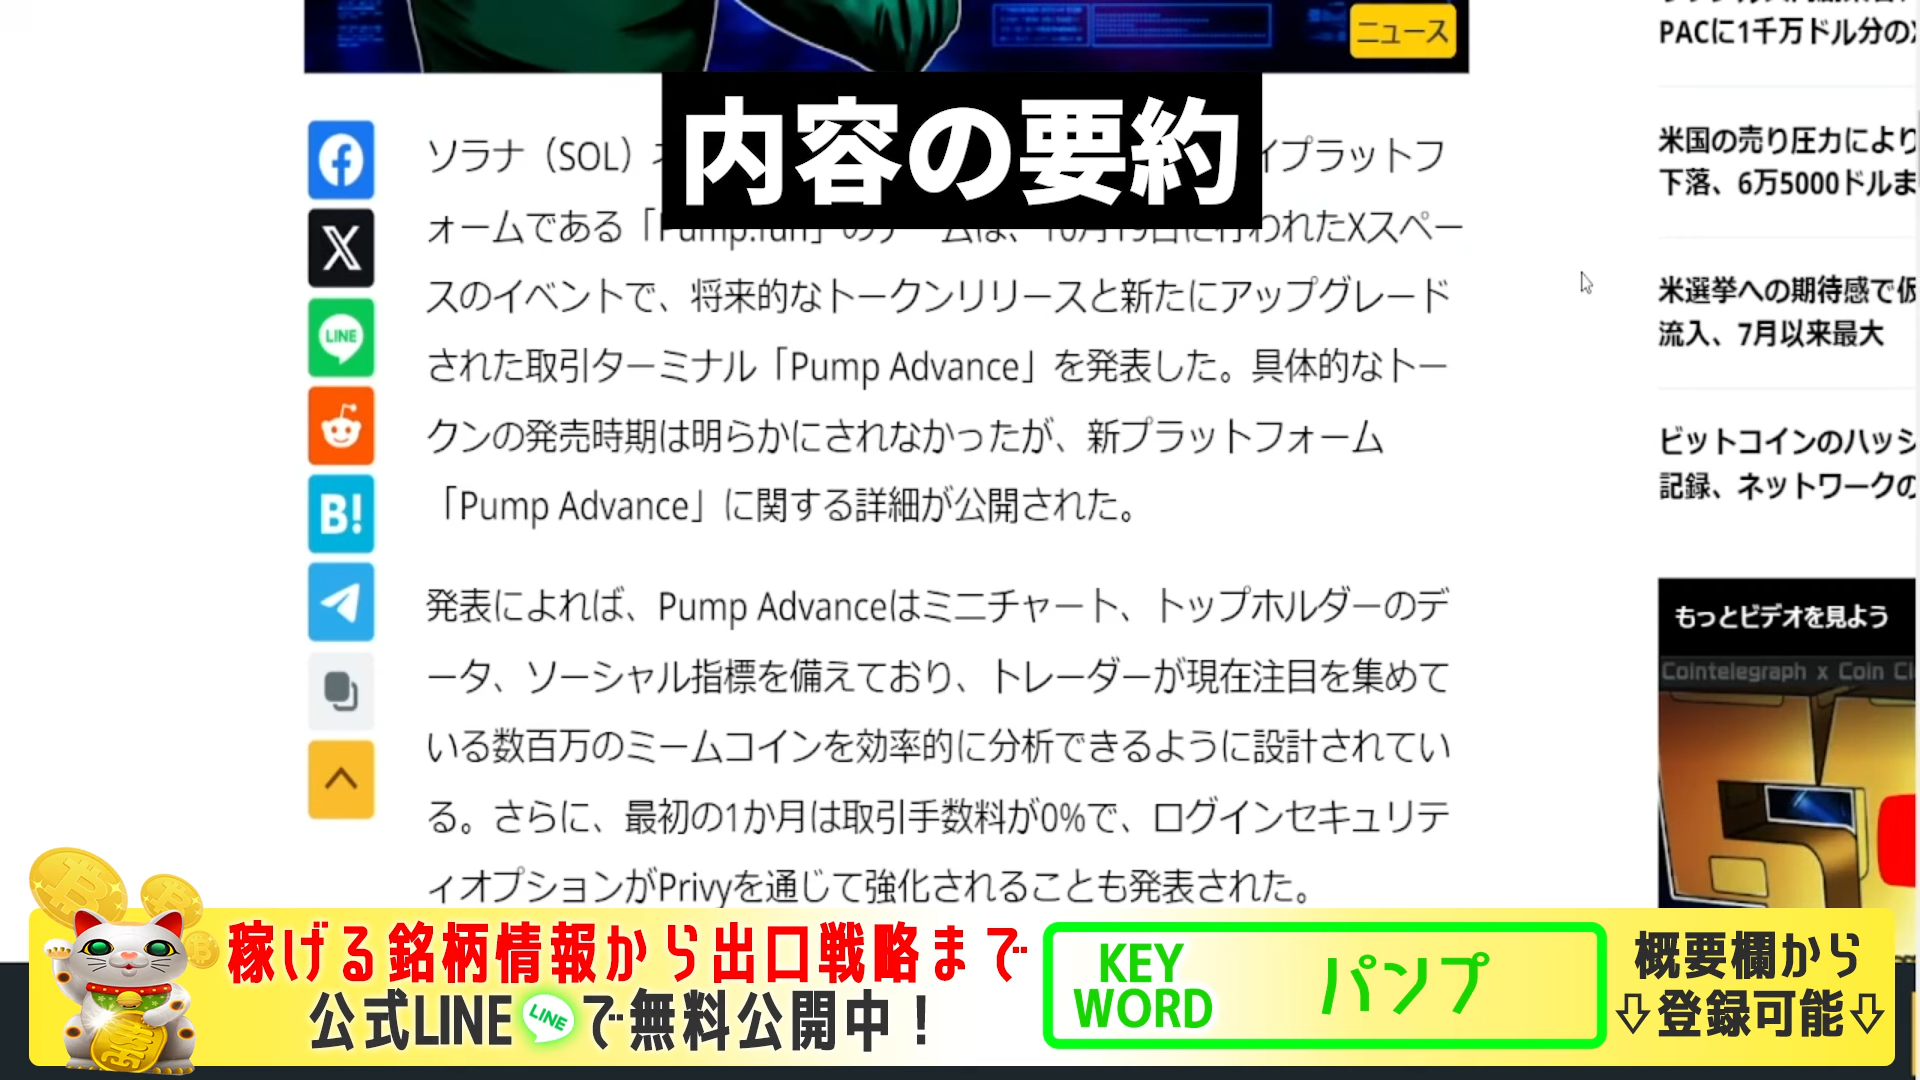 ニュース
内容の要約
ソラナ（SOL）
イプラットフ
ォームである「Pump.fun」のチームは、10月19日に行われたXスペー
スのイベントで、将来的なトークンリリースと新たにアップグレード
された取引ターミナル「Pump Advance」を発表した。具体的なトー
クンの発売時期は明らかにされなかったが、新プラットフォーム
「Pump Advance」に関する詳細が公開された。
発表によれば、Pump Advanceはミニチャート、トップホルダーのデ
ータ、ソーシャル指標を備えており、トレーダーが現在注目を集めて
いる数百万のミームコインを効率的に分析できるように設計されてい
る。さらに、最初の1か月は取引手数料が0%で、ログインセキュリテ
ィオプションがPrivyを通じて強化されることも発表された。
LINE
B!
PACに1千万ドル分の
米国の売り圧力により
下落、6万5000ドルま
米選挙への期待感で仮
流入、7月以来最大
ビットコインのハッシ
記録、ネットワークの
もっとビデオを見よう
Cointelegraph x Coin
稼げる銘柄情報から出口戦略まで
公式LINE LINE で無料公開中！
KEY
WORD
パンプ
概要欄から
⇩登録可能⇩